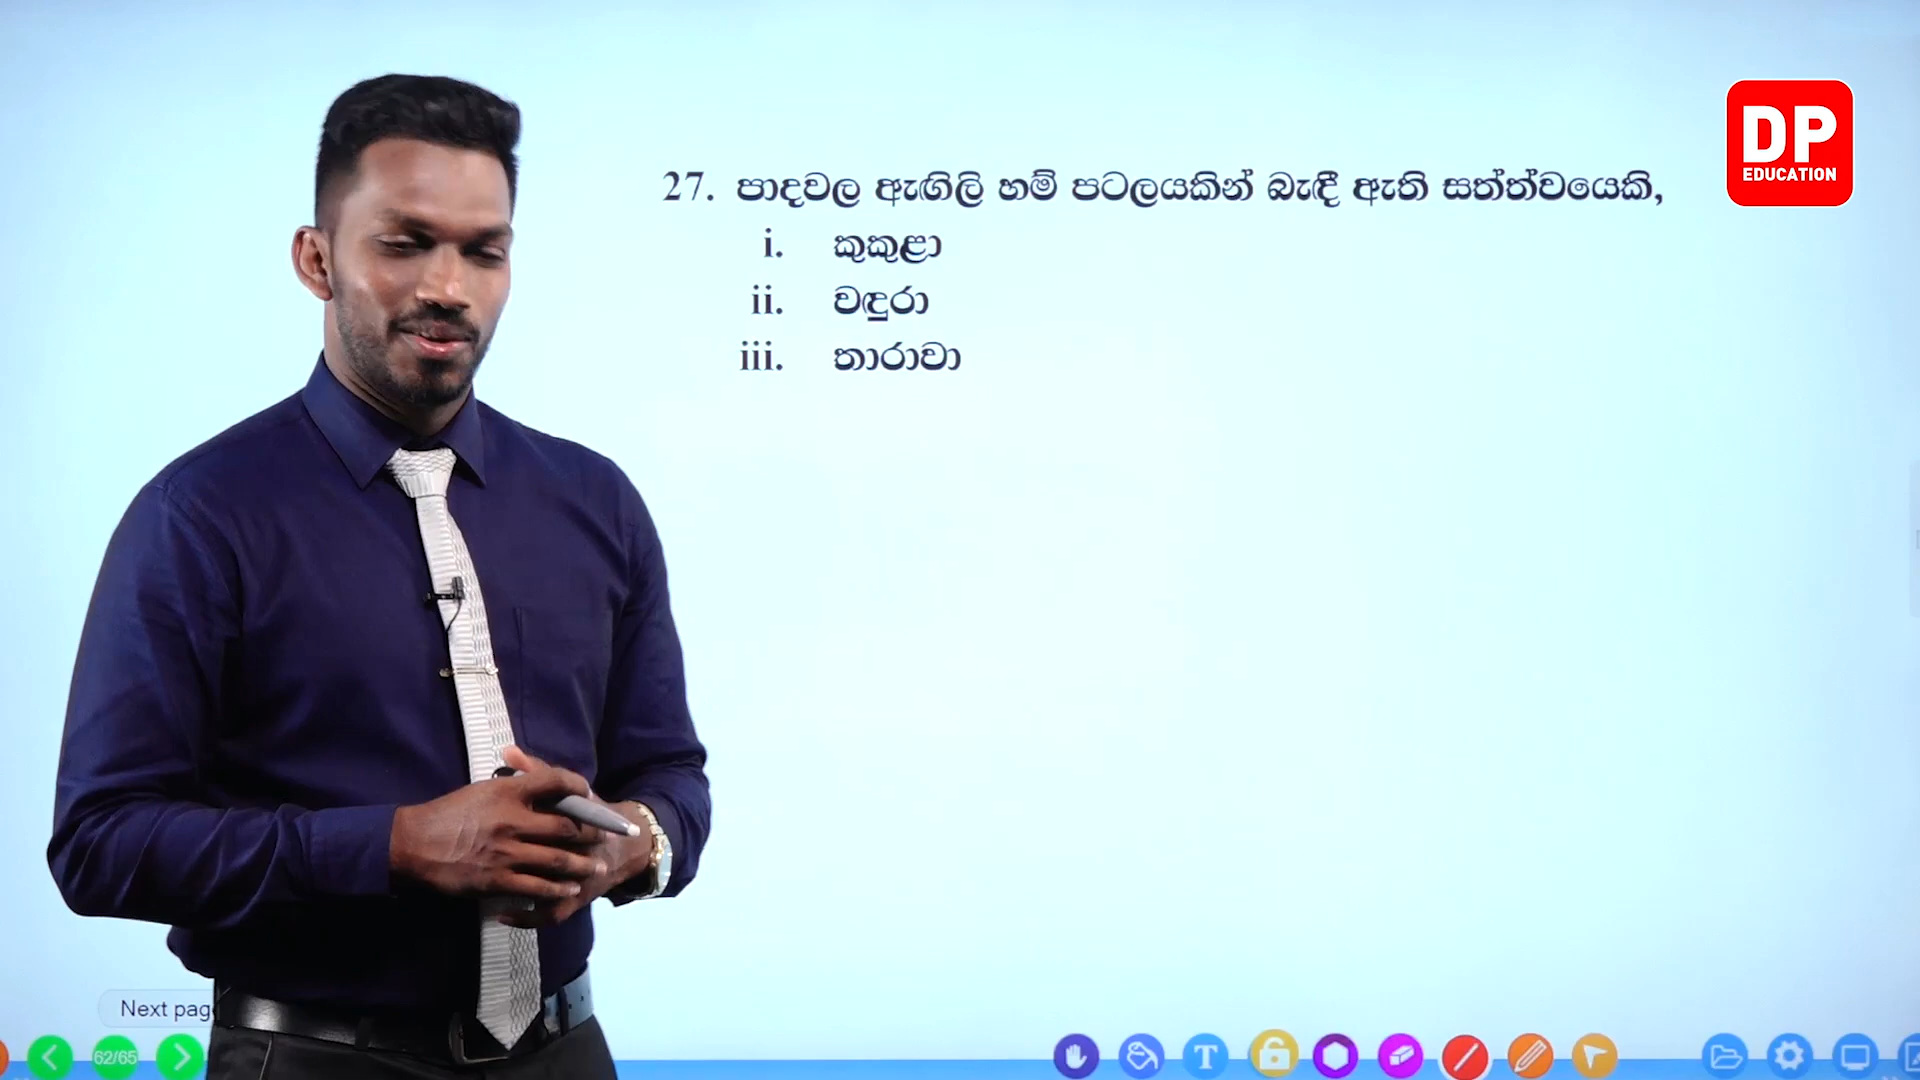 DP
EDUCATION
27. පාදවල ඇඟිලි හම් පටලයකින් බැඳී ඇති සත්ත්වයෙකි,
i. කුකුළා
ii. වඳුරා
iii. තාරාවා
Next pag
62/65
T